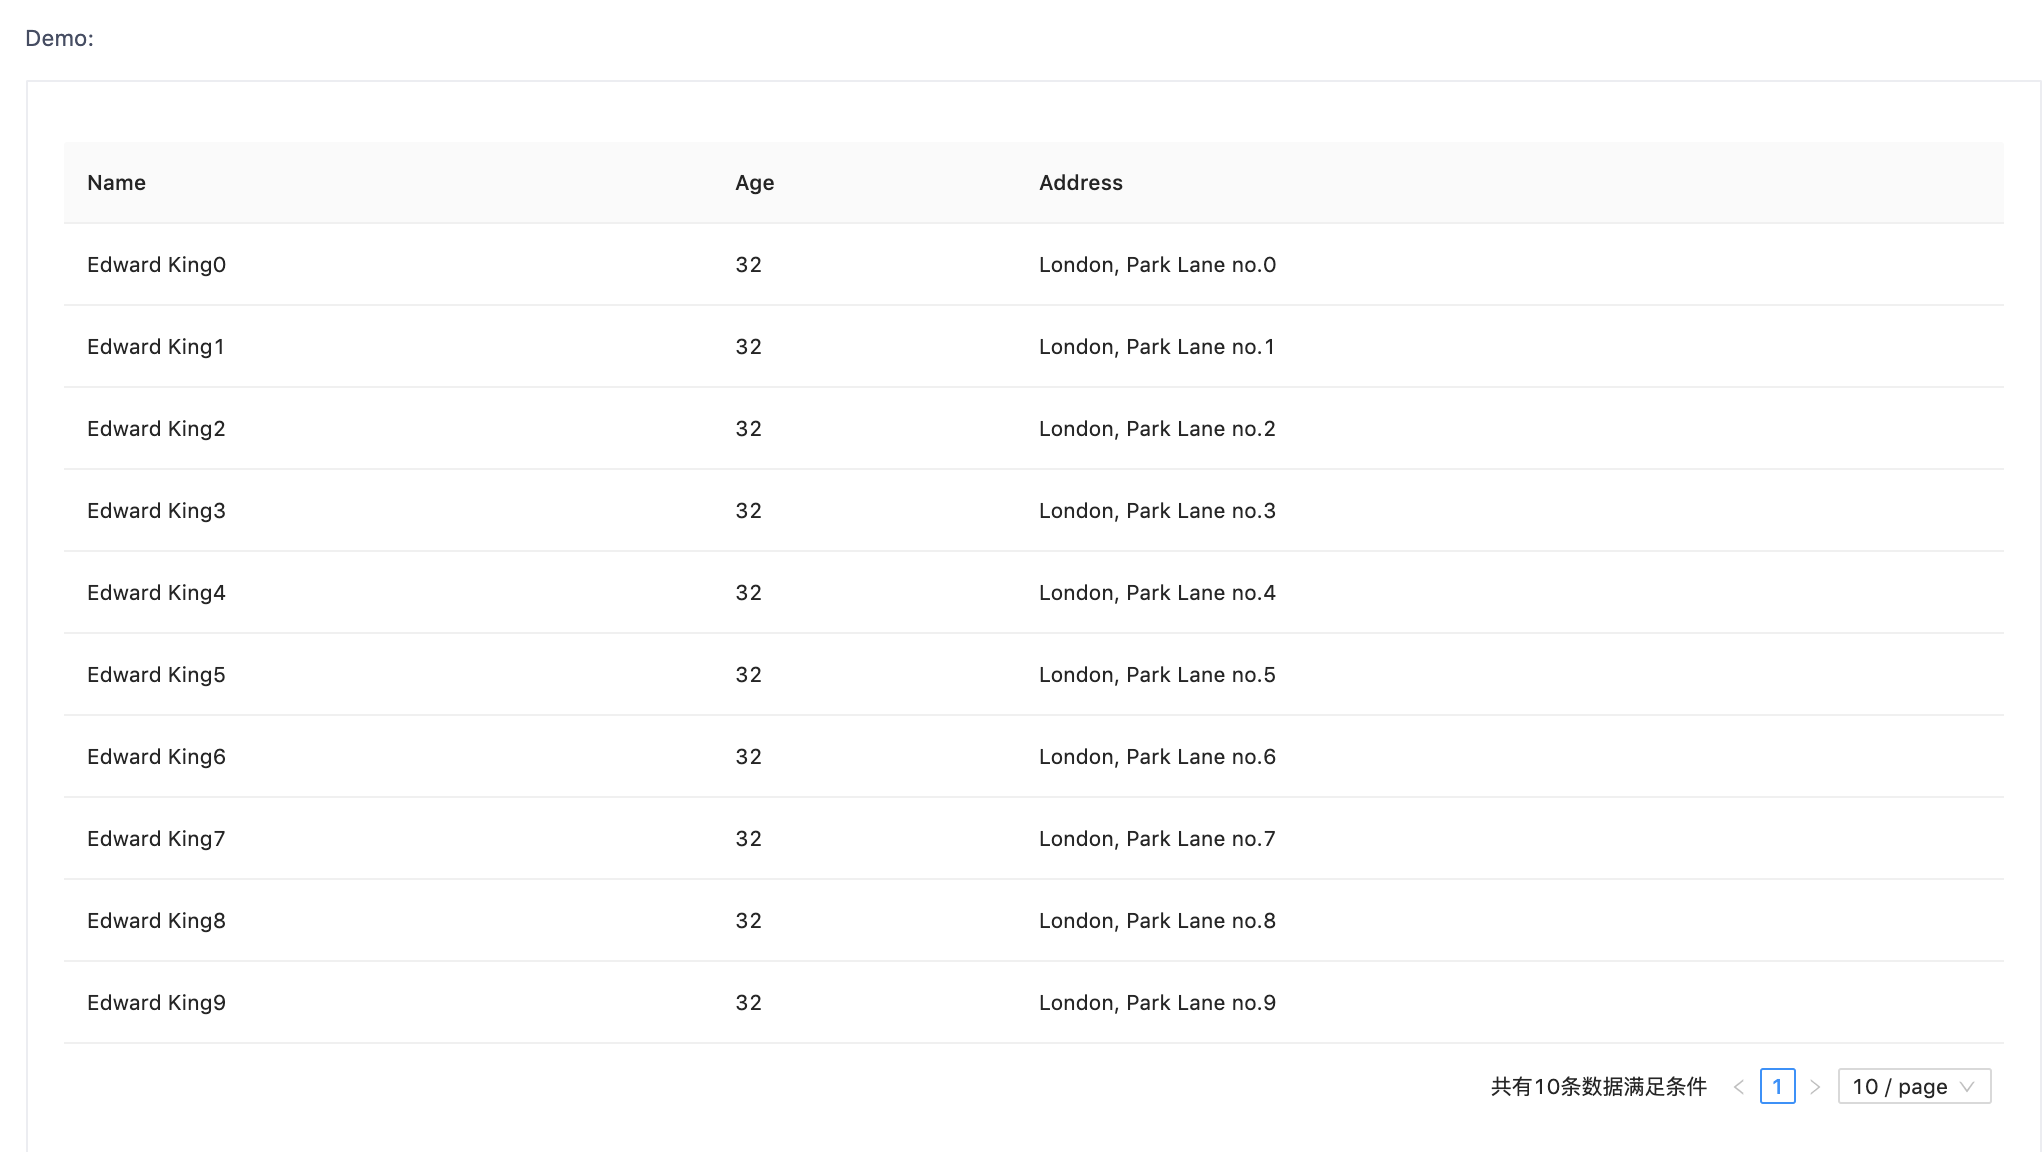 Demo:
Name Age Address
Edward King0 32 London, Park Lane no.0
Edward King1 32 London, Park Lane no.1
Edward King2 32 London, Park Lane no.2
Edward King3 32 London, Park Lane no.3
Edward King4 32 London, Park Lane no.4
Edward King5 32 London, Park Lane no.5
Edward King6 32 London, Park Lane no.6
Edward King7 32 London, Park Lane no.7
Edward King8 32 London, Park Lane no.8
Edward King9 32 London, Park Lane no.9
共有10条数据满足条件 1 10 / page